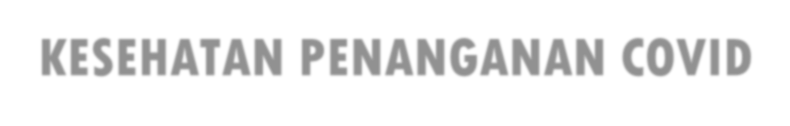 KESEHATAN PENANGANAN COVID